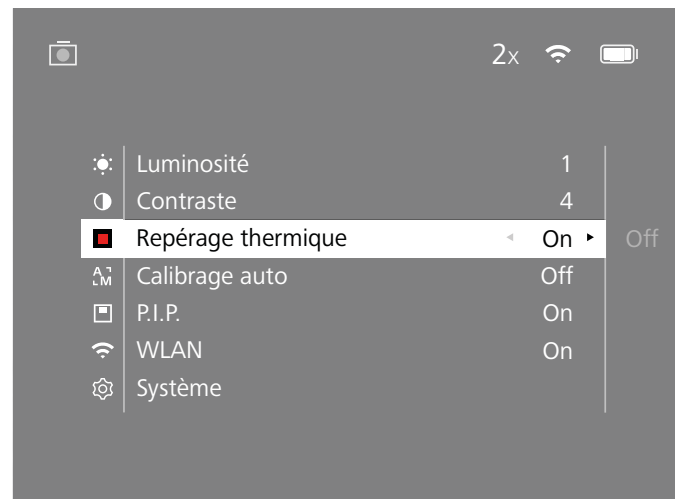 2x
Luminosité 1
Contraste 4
Repérage thermique On Off
Calibrage auto Off
P.I.P. On
WLAN On
Système